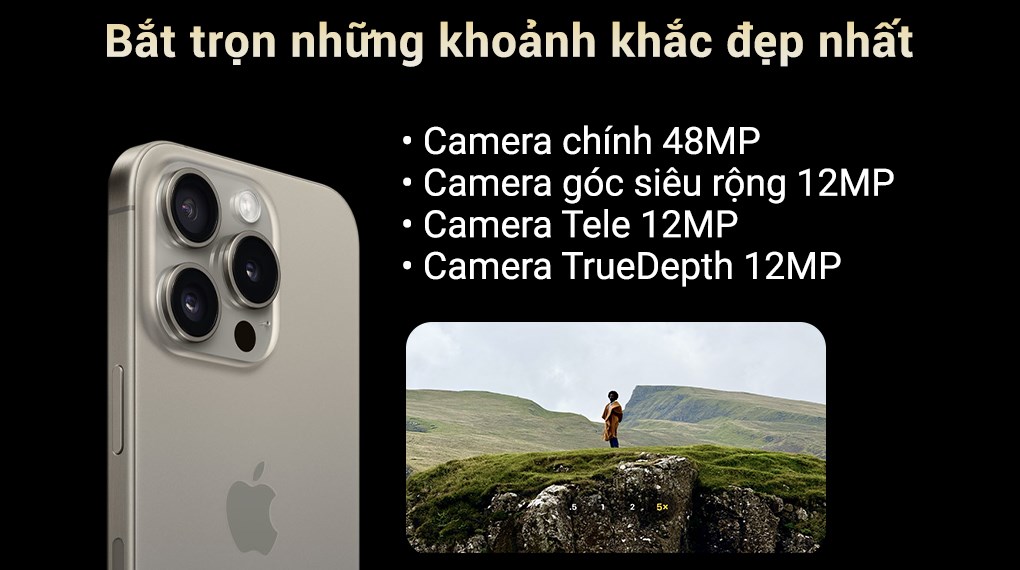 Bắt trọn những khoảnh khắc đẹp nhất
• Camera chính 48MP
• Camera góc siêu rộng 12MP
• Camera Tele 12MP
• Camera TrueDepth 12MP
.5 1 2 5×